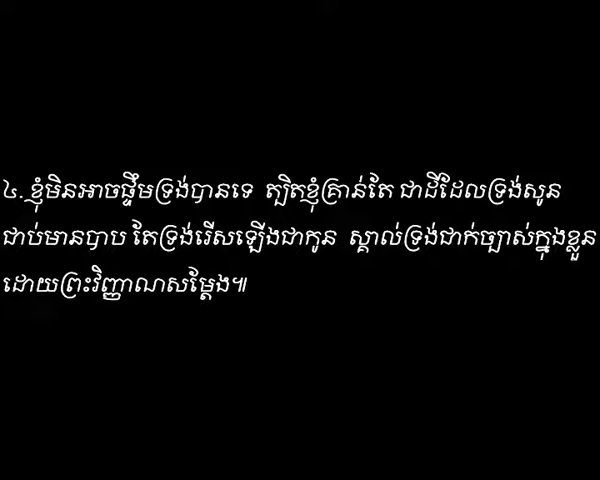 ៤. ខ្ញុំមិនអាចផ្ទឹមទ្រង់បានទេ ត្បិតខ្ញុំគ្រាន់តែ ជាដីដែលទ្រង់សូន
ជាប់មានបាប តែទ្រង់រើសឡើងជាកូន ស្គាល់ទ្រង់ជាក់ច្បាស់ក្នុងខ្លួន
ដោយព្រះវិញ្ញាណសម្តែង៕